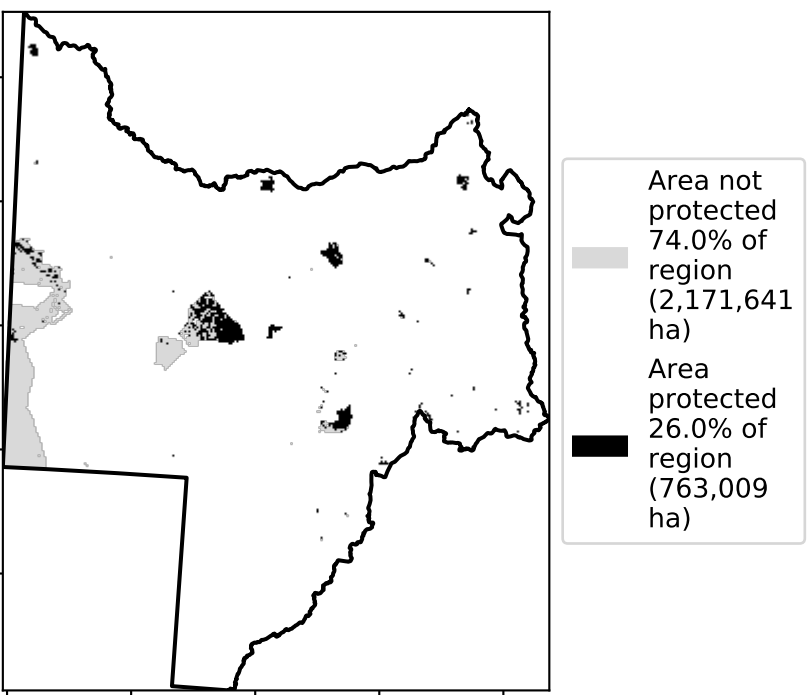 Area not
protected
74.0% of
region
(2,171,641
ha)
Area
protected
26.0% of
region
(763,009
ha)